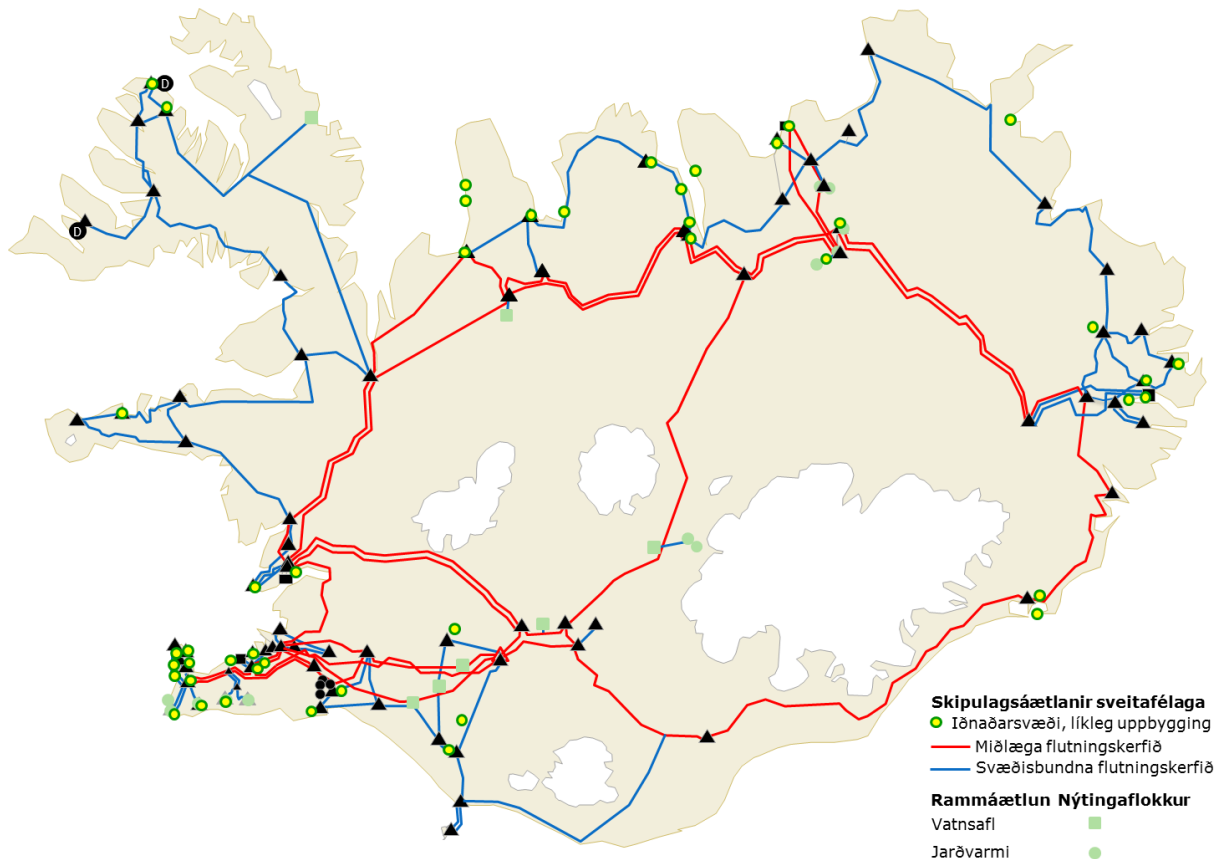 D
D
Skipulagsáætlanir sveitafélaga
Iðnaðarsvæði, líkleg uppbygging
Miðlæga flutningskerfið
Svæðisbundna flutningskerfið
Rammáætlun Nýtingaflokkur
Vatnsafl
Jarðvarmi